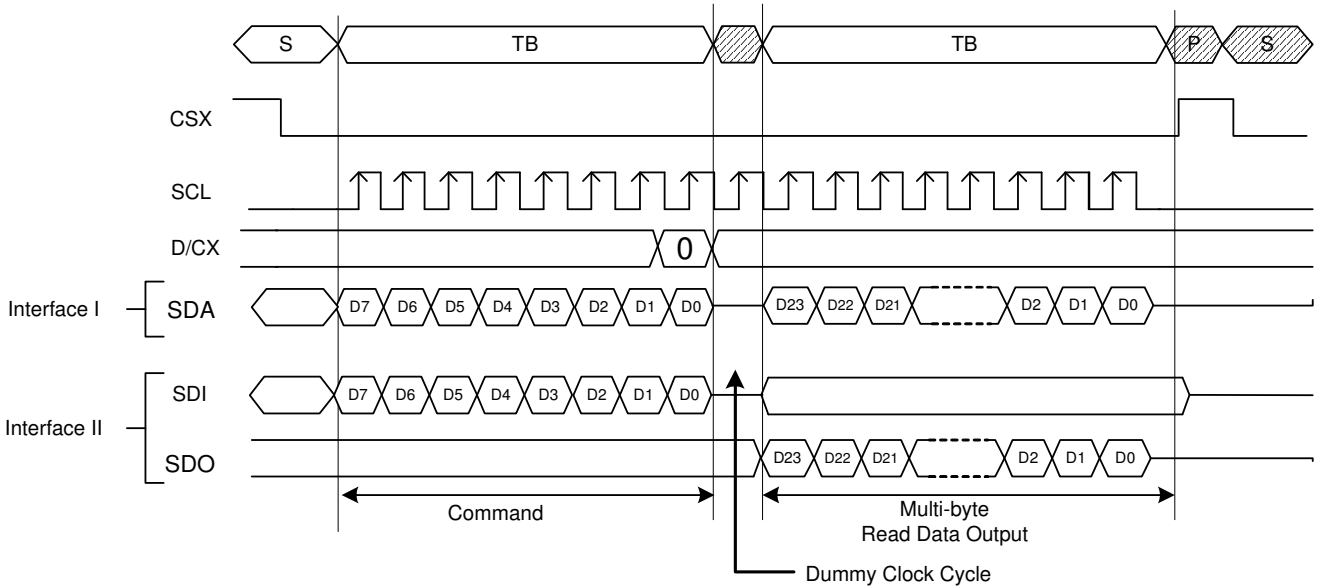 S TB TB P S
CSX
SCL
D/CX 0
Interface I SDA D7 D6 D5 D4 D3 D2 D1 D0 D23 D22 D21 D2 D1 D0
SDI D7 D6 D5 D4 D3 D2 D1 D0
Interface II
SDO D23 D22 D21 D2 D1 D0
Command
Multi-byte
Read Data Output
Dummy Clock Cycle